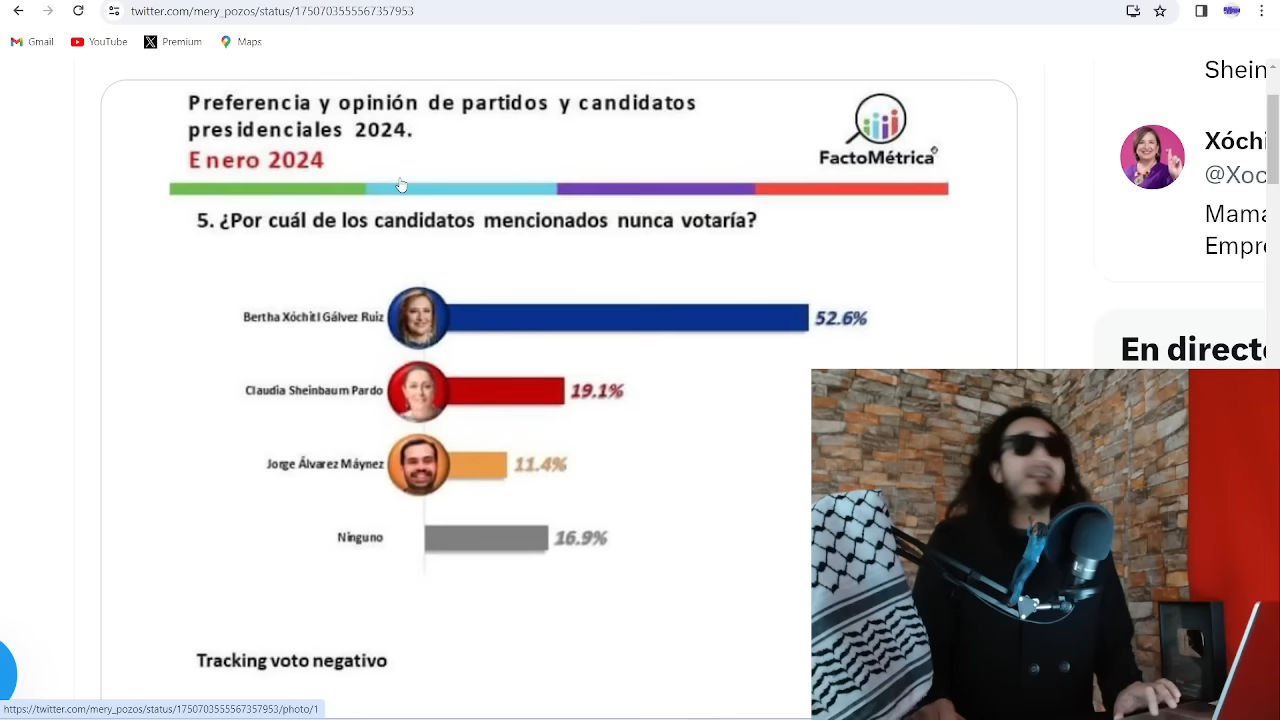 twitter.com/mery_pozos/status/1750703555567357953
Gmail
YouTube
Premium
Maps
Preferencia y opinión de partidos y candidatos
presidenciales 2024.
Enero 2024
FactoMétrica
5. ¿Por cuál de los candidatos mencionados nunca votaría?
Bertha Xóchitl Gálvez Ruiz
52.6%
Claudia Sheinbaum Pardo
19.1%
Jorge Álvarez Máynez
11.4%
Ninguno
16.9%
Tracking voto negativo
https://twitter.com/mery_pozos/status/1750703555567357953/photo/1
Shein
Xóchi
@Xoc
Mama
Empre
En directo